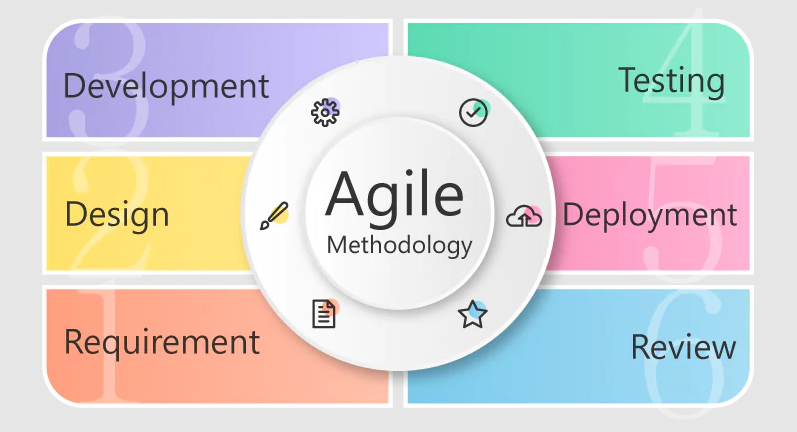 3
Development
4
Testing
2
Design
Agile
Methodology
5
Deployment
1
Requirement
6
Review